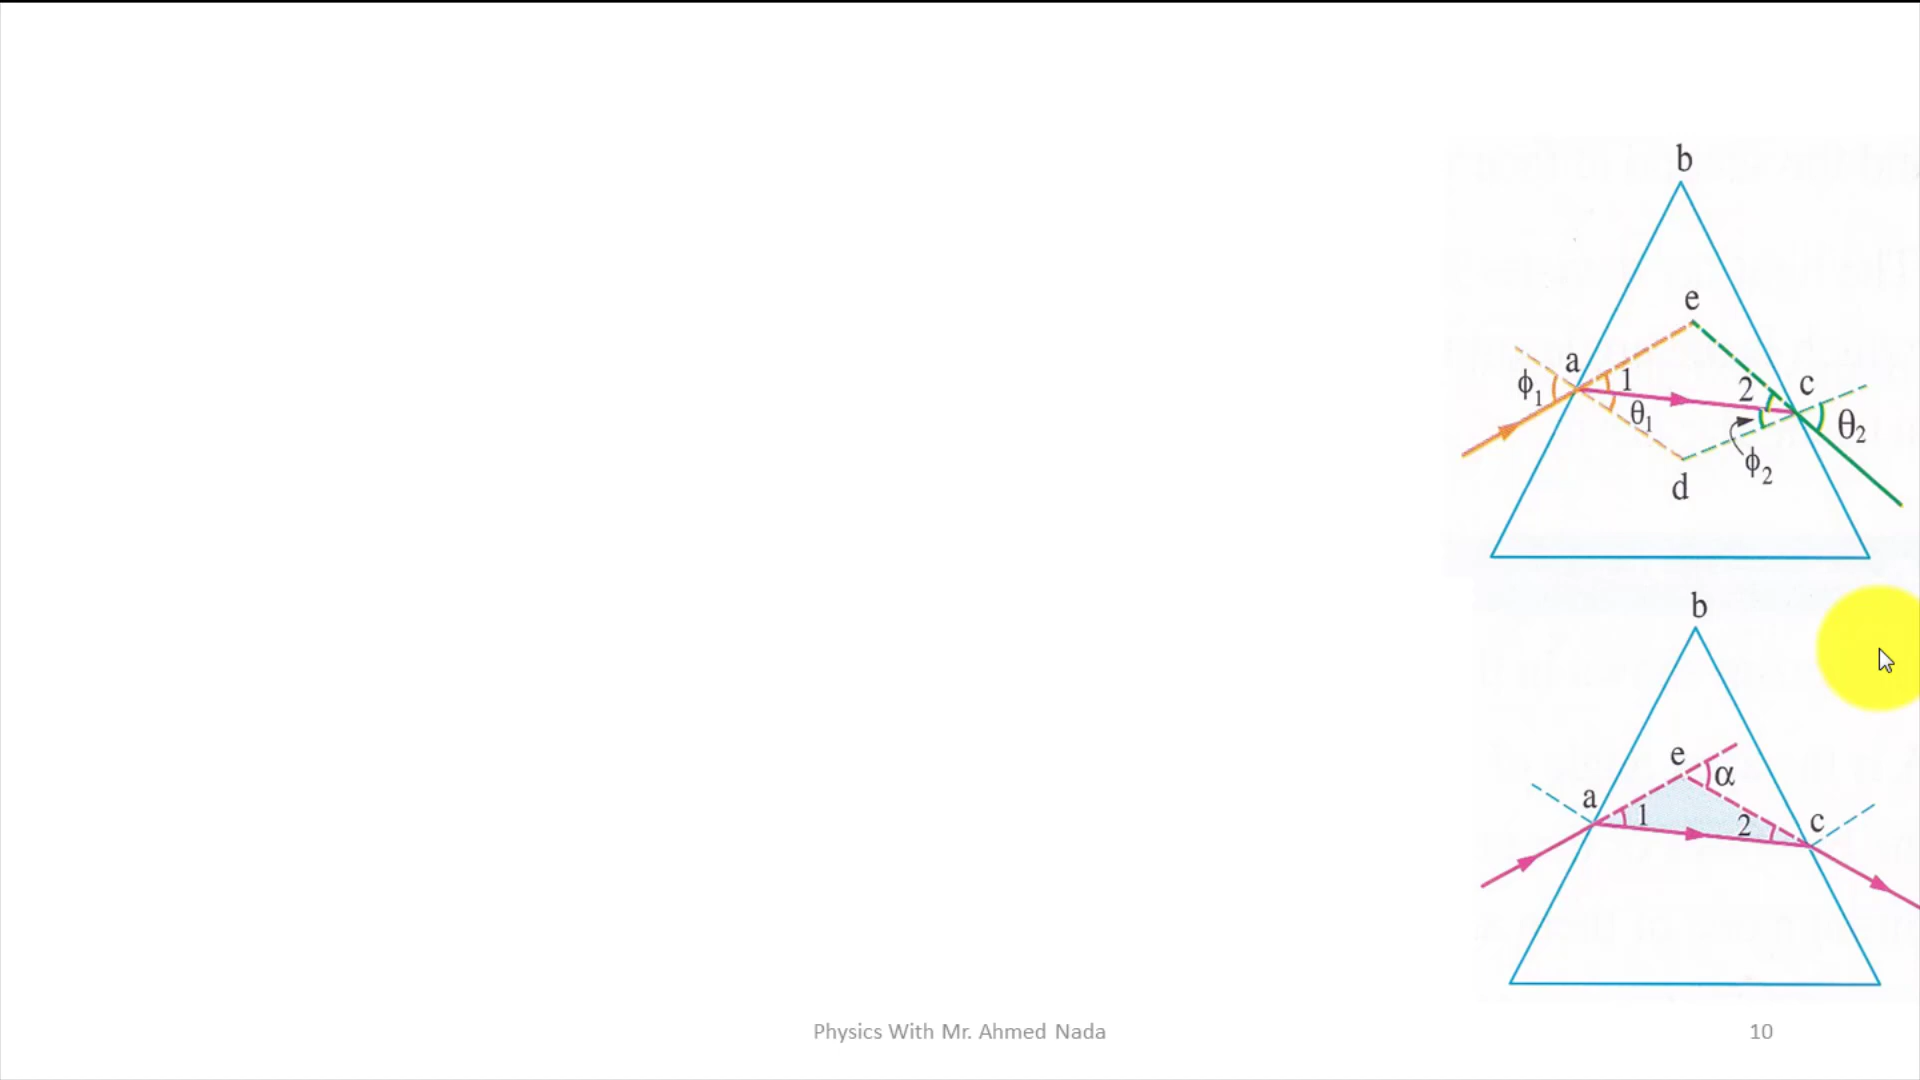 b
e
a
ϕ₁
1
θ₁
2
c
θ₂
ϕ₂
d
b
e
α
a
1
2
c
Physics With Mr. Ahmed Nada
10